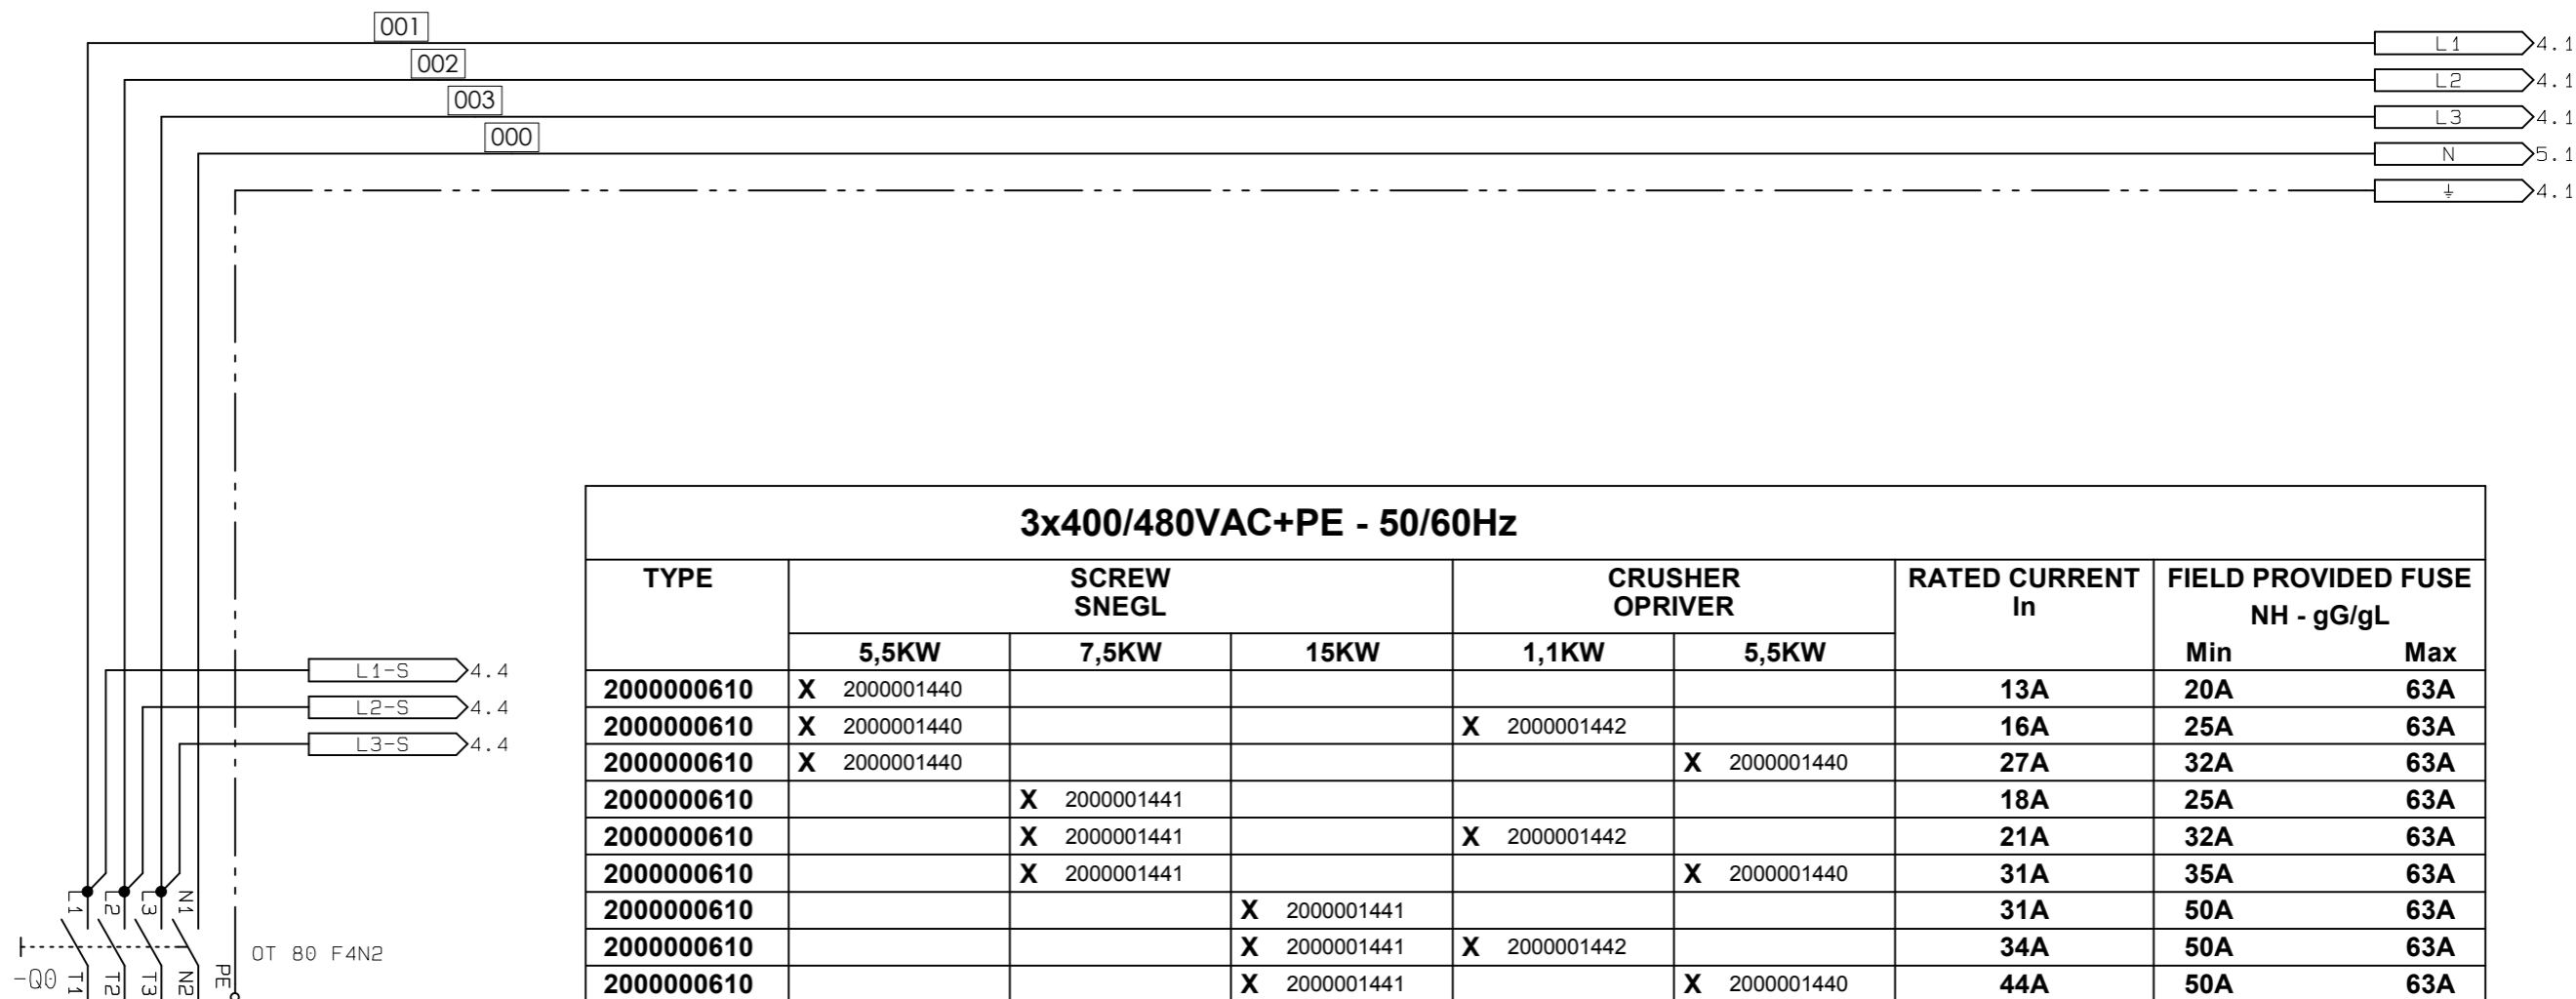 001
L1 4.1
002
L2 4.1
003
L3 4.1
000
N 5.1
4.1
3x400/480VAC+PE - 50/60Hz
TYPE SCREW CRUSHER RATED CURRENT FIELD PROVIDED FUSE
SNEGL OPRIVER In NH - gG/gL
5,5KW 7,5KW 15KW 1,1KW 5,5KW Min Max
2000000610 X 2000001440 13A 20A 63A
2000000610 X 2000001440 X 2000001442 16A 25A 63A
2000000610 X 2000001440 X 2000001440 27A 32A 63A
2000000610 X 2000001441 18A 25A 63A
2000000610 X 2000001441 X 2000001442 21A 32A 63A
2000000610 X 2000001441 X 2000001440 31A 35A 63A
2000000610 X 2000001441 31A 50A 63A
2000000610 X 2000001441 X 2000001442 34A 50A 63A
2000000610 X 2000001441 X 2000001440 44A 50A 63A
L1-S 4.4
L2-S 4.4
L3-S 4.4
L1 L2 L3 N1
OT 80 F4N2
-Q0 T1 T2 T3 N2 PE